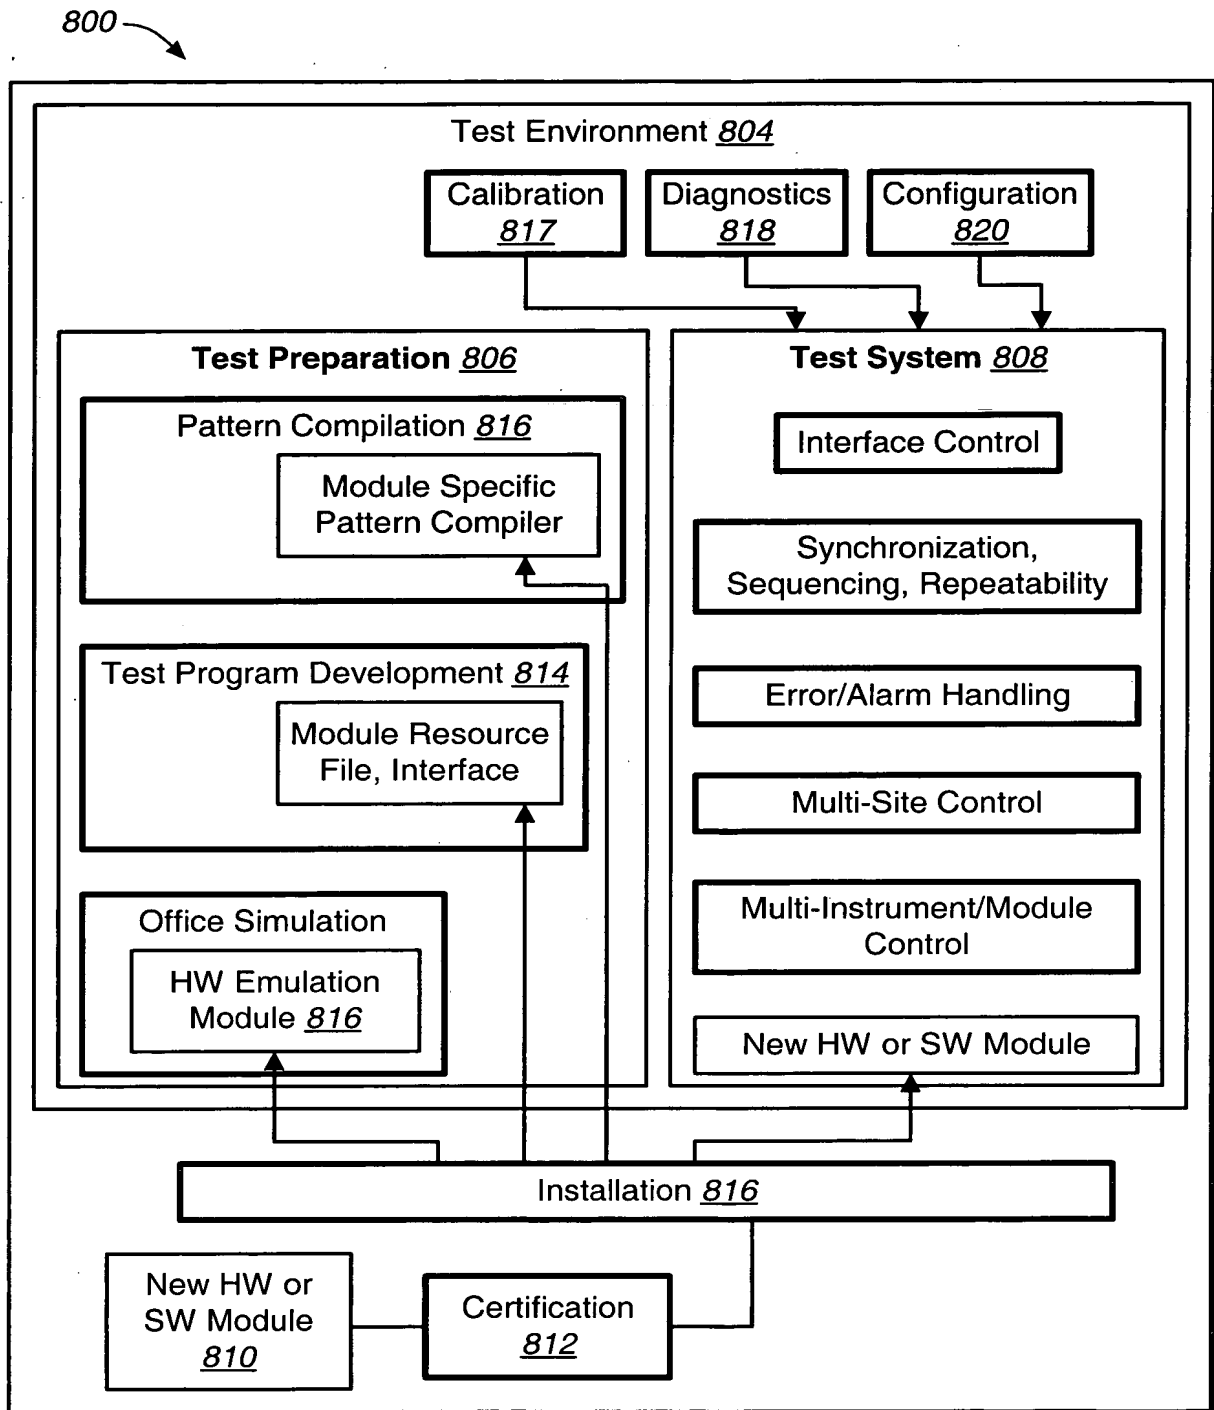 800
Test Environment 804
Calibration
817
Diagnostics
818
Configuration
820
Test Preparation 806
Pattern Compilation 816
Module Specific
Pattern Compiler
Test Program Development 814
Module Resource
File, Interface
Office Simulation
HW Emulation
Module 816
Test System 808
Interface Control
Synchronization,
Sequencing, Repeatability
Error/Alarm Handling
Multi-Site Control
Multi-Instrument/Module
Control
New HW or SW Module
Installation 816
New HW or
SW Module
810
Certification
812